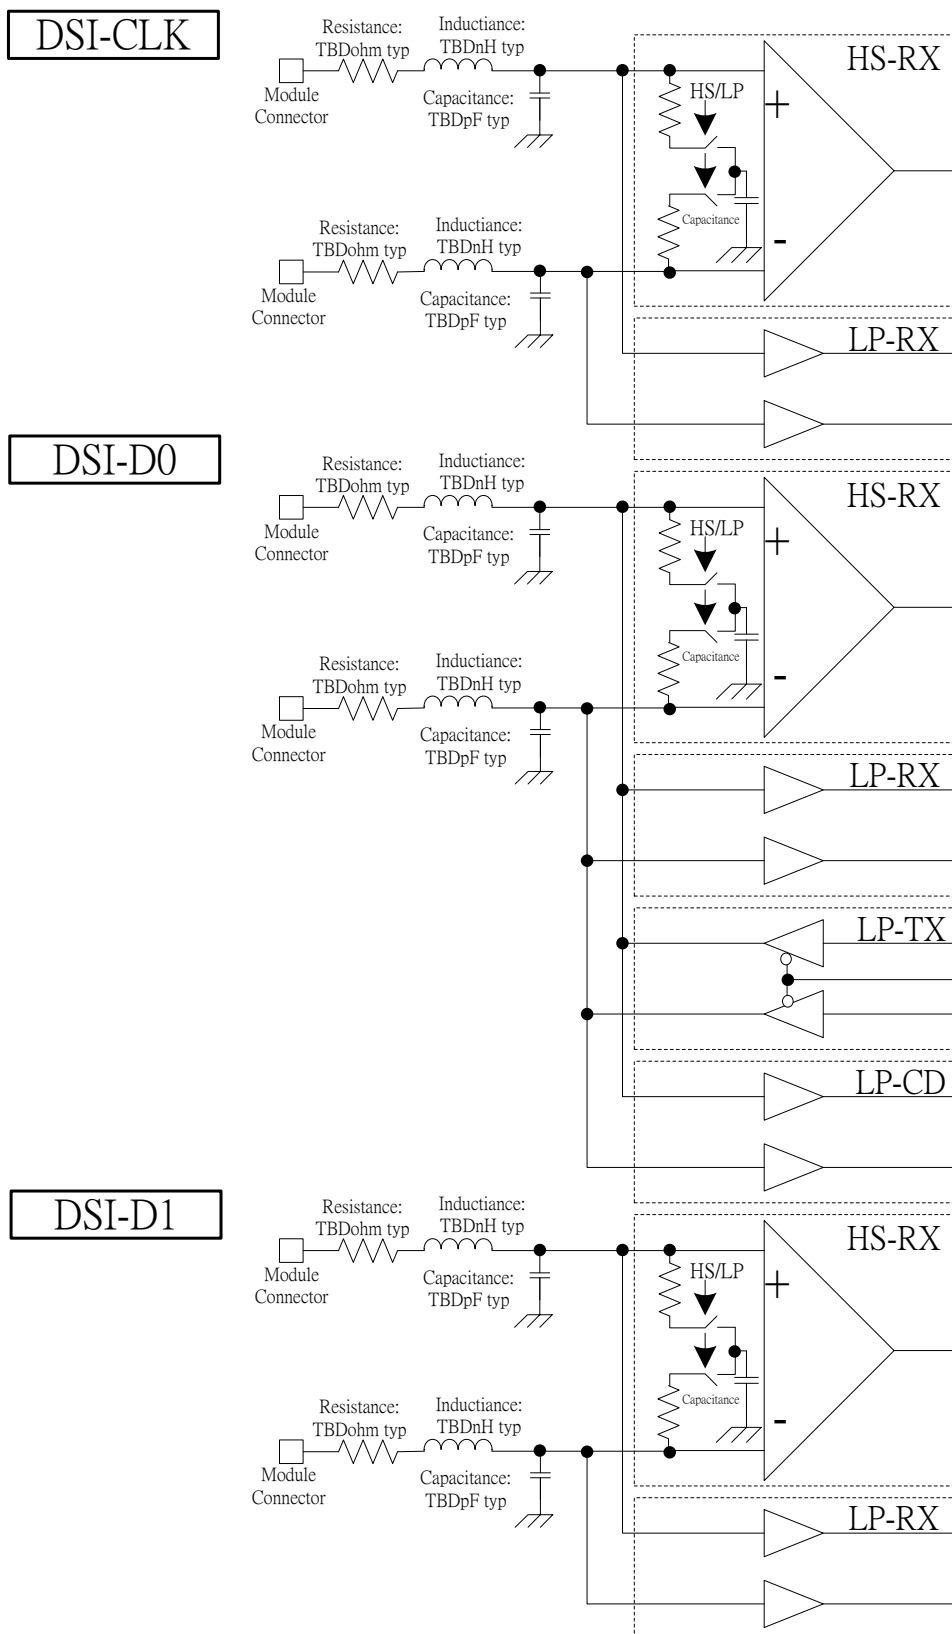 DSI-CLK
Resistance:
TBDohm typ
Inductiance:
TBDnH typ
HS-RX
Module
Connector
Capacitance:
TBDpF typ
HS/LP
+
Capacitance
-
Resistance:
TBDohm typ
Inductiance:
TBDnH typ
Module
Connector
Capacitance:
TBDpF typ
LP-RX
DSI-D0
Resistance:
TBDohm typ
Inductiance:
TBDnH typ
HS-RX
Module
Connector
Capacitance:
TBDpF typ
HS/LP
+
Capacitance
-
Resistance:
TBDohm typ
Inductiance:
TBDnH typ
Module
Connector
Capacitance:
TBDpF typ
LP-RX
LP-TX
LP-CD
DSI-D1
Resistance:
TBDohm typ
Inductiance:
TBDnH typ
HS-RX
Module
Connector
Capacitance:
TBDpF typ
HS/LP
+
Capacitance
-
Resistance:
TBDohm typ
Inductiance:
TBDnH typ
Module
Connector
Capacitance:
TBDpF typ
LP-RX